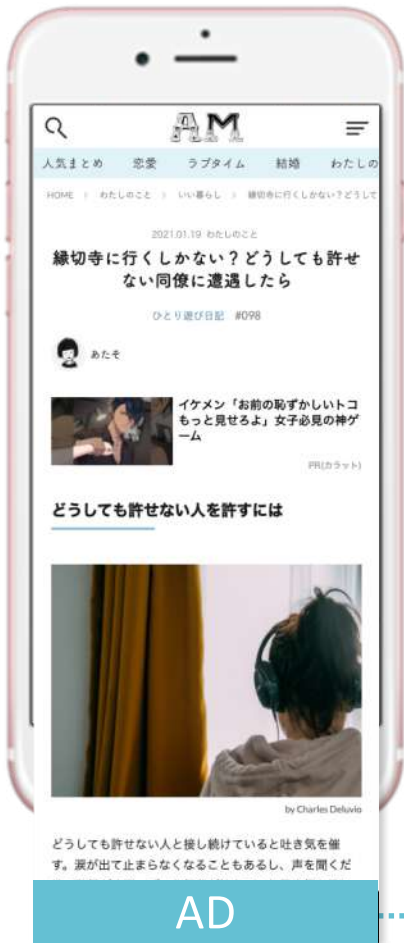 AM
人気まとめ 恋愛 ラブタイム 結婚 わたしの
HOME > わたしのこと > いい暮らし > 縁切寺に行くしかない？どうして
2021.01.19 わたしのこと
縁切寺に行くしかない？どうしても許せ
ない同僚に遭遇したら
ひとり遊び日記 #098
あたそ
イケメン「お前の恥ずかしいトコ
もっと見せろよ」女子必見の神ゲ
ーム
PR(カラット)
どうしても許せない人を許すには
by Charles Deluvio
どうしても許せない人と接し続けていると吐き気を催
す。涙が出て止まらなくなることもあるし、声を聞くだ
AD